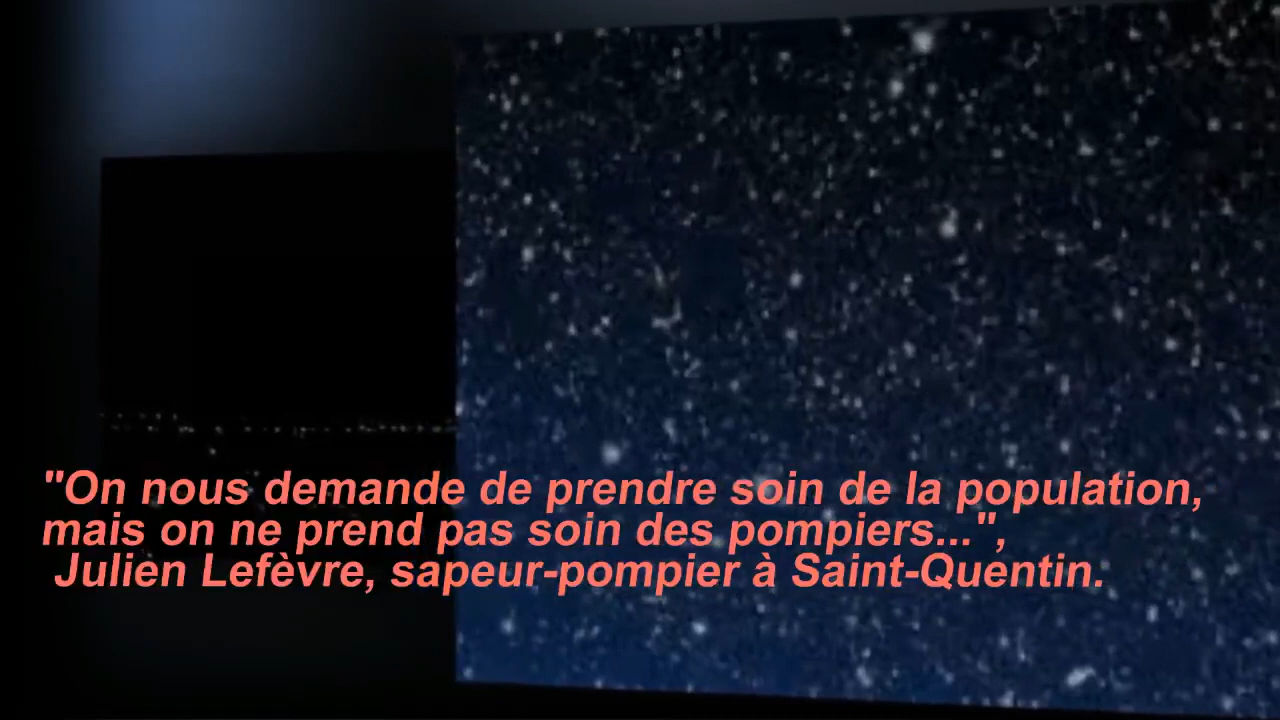 "On nous demande de prendre soin de la population,
mais on ne prend pas soin des pompiers...",
Julien Lefèvre, sapeur-pompier à Saint-Quentin.